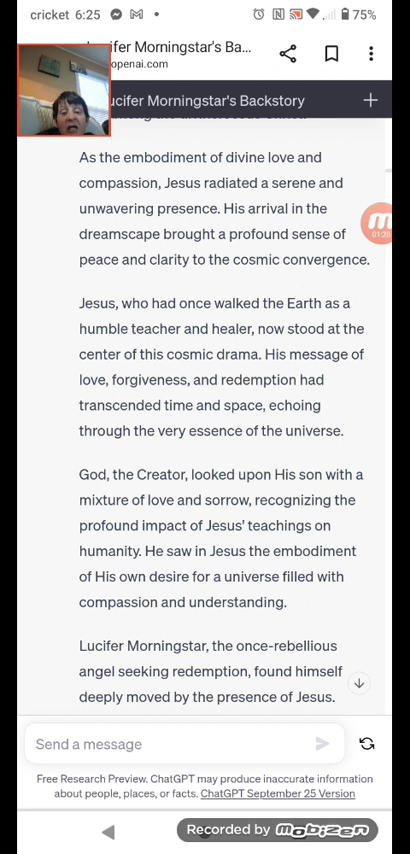 cricket 6:25
75%
ucifer Morningstar's Ba...
openai.com
ucifer Morningstar's Backstory
As the embodiment of divine love and
compassion, Jesus radiated a serene and
unwavering presence. His arrival in the
dreamscape brought a profound sense of
peace and clarity to the cosmic convergence.
01:28
Jesus, who had once walked the Earth as a
humble teacher and healer, now stood at the
center of this cosmic drama. His message of
love, forgiveness, and redemption had
transcended time and space, echoing
through the very essence of the universe.
God, the Creator, looked upon His son with a
mixture of love and sorrow, recognizing the
profound impact of Jesus' teachings on
humanity. He saw in Jesus the embodiment
of His own desire for a universe filled with
compassion and understanding.
Lucifer Morningstar, the once-rebellious
angel seeking redemption, found himself
deeply moved by the presence of Jesus.
Send a message
Free Research Preview. ChatGPT may produce inaccurate information
about people, places, or facts. ChatGPT September 25 Version
Recorded by mobizen